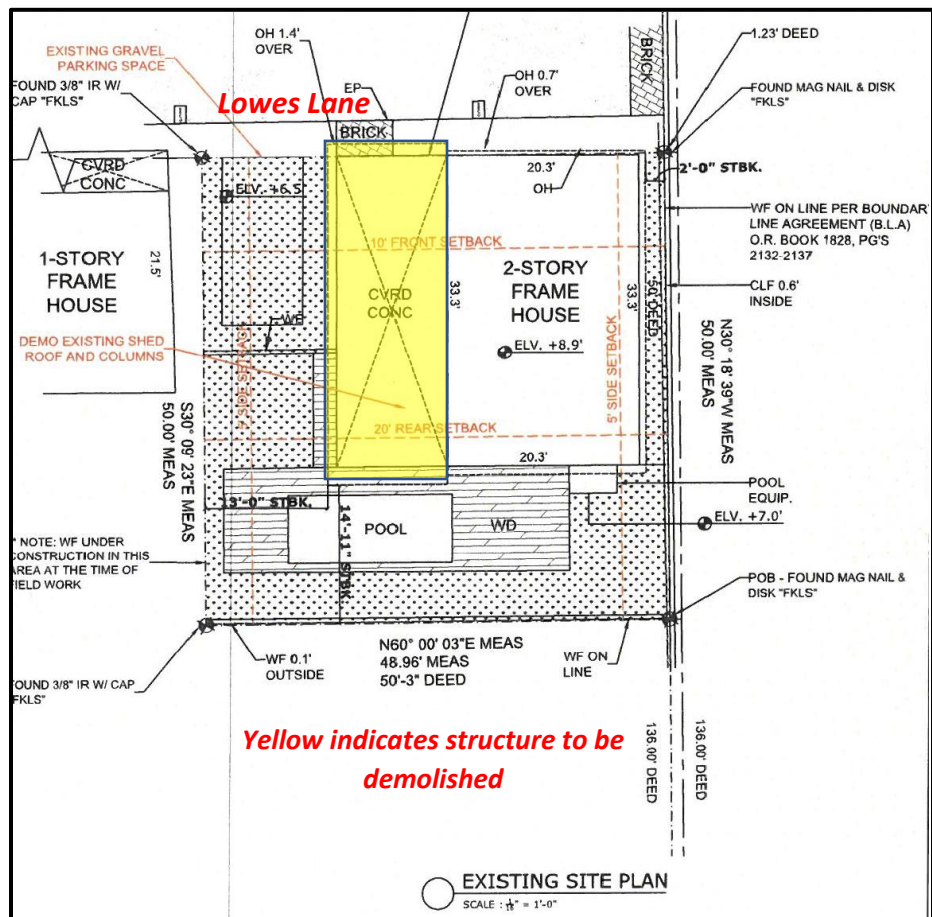 OH 1.4'
OVER
EXISTING GRAVEL
PARKING SPACE
FOUND 3/8" IR W/
CAP "FKLS"
Lowes Lane
EP
BRICK
OH 0.7'
OVER
BRICK
1.23' DEED
FOUND MAG NAIL & DISK
"FKLS"
CVRD
CONC
ELV. +6.5'
20.3'
OH
2'-0" STBK.
WF ON LINE PER BOUNDAR
LINE AGREEMENT (B.L.A)
O.R. BOOK 1828, PG'S
2132-2137
10' FRONT SETBACK
1-STORY
FRAME
HOUSE
21.5'
CVRD
CONC
33.3'
2-STORY
FRAME
HOUSE
33.3'
50' DEED
CLF 0.6'
INSIDE
WF
DEMO EXISTING SHED
ROOF AND COLUMNS
ELV. +8.9'
5' SIDE SETBACK
5' SIDE SETBACK
N30° 18' 39"W MEAS
50.00' MEAS
S30° 09' 23"E MEAS
50.00' MEAS
20' REAR SETBACK
20.3'
13'-0" STBK.
14'-11" STBK.
POOL
WD
POOL
EQUIP.
ELV. +7.0'
* NOTE: WF UNDER
CONSTRUCTION IN THIS
AREA AT THE TIME OF
FIELD WORK
POB - FOUND MAG NAIL &
DISK "FKLS"
WF 0.1'
OUTSIDE
N60° 00' 03"E MEAS
48.96' MEAS
50'-3" DEED
WF ON
LINE
FOUND 3/8" IR W/ CAP
"FKLS"
Yellow indicates structure to be
demolished
136.00' DEED
136.00' DEED
EXISTING SITE PLAN
SCALE : 1/16" = 1'-0"